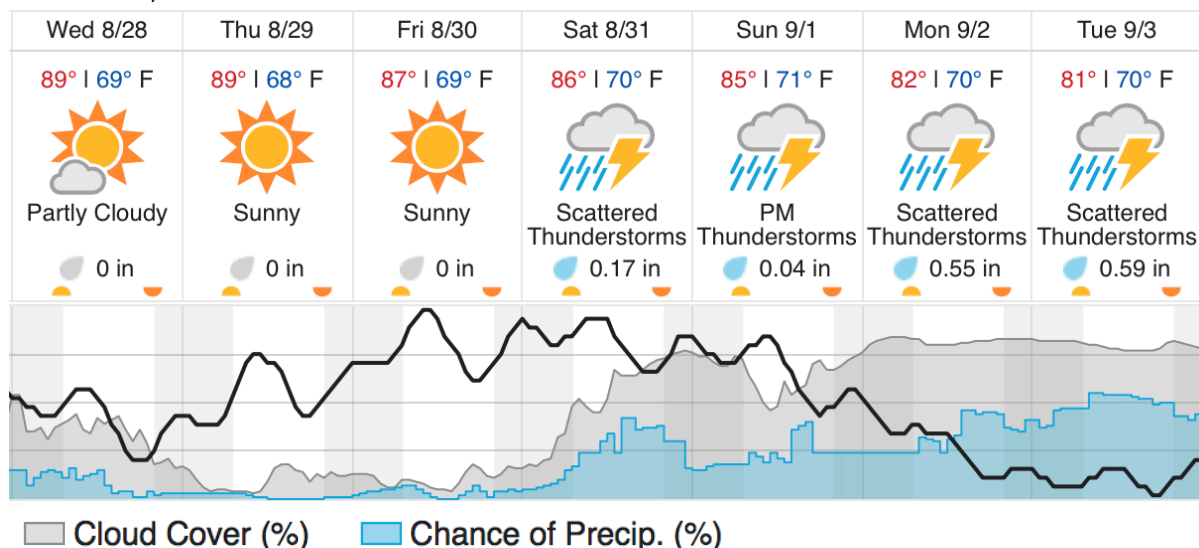 Wed 8/28 Thu 8/29 Fri 8/30 Sat 8/31 Sun 9/1 Mon 9/2 Tue 9/3
89° | 69° F 89° | 68° F 87° | 69° F 86° | 70° F 85° | 71° F 82° | 70° F 81° | 70° F
Partly Cloudy Sunny Sunny Scattered PM Scattered Scattered
Thunderstorms Thunderstorms Thunderstorms Thunderstorms
0 in 0 in 0 in 0.17 in 0.04 in 0.55 in 0.59 in
Cloud Cover (%) Chance of Precip. (%)